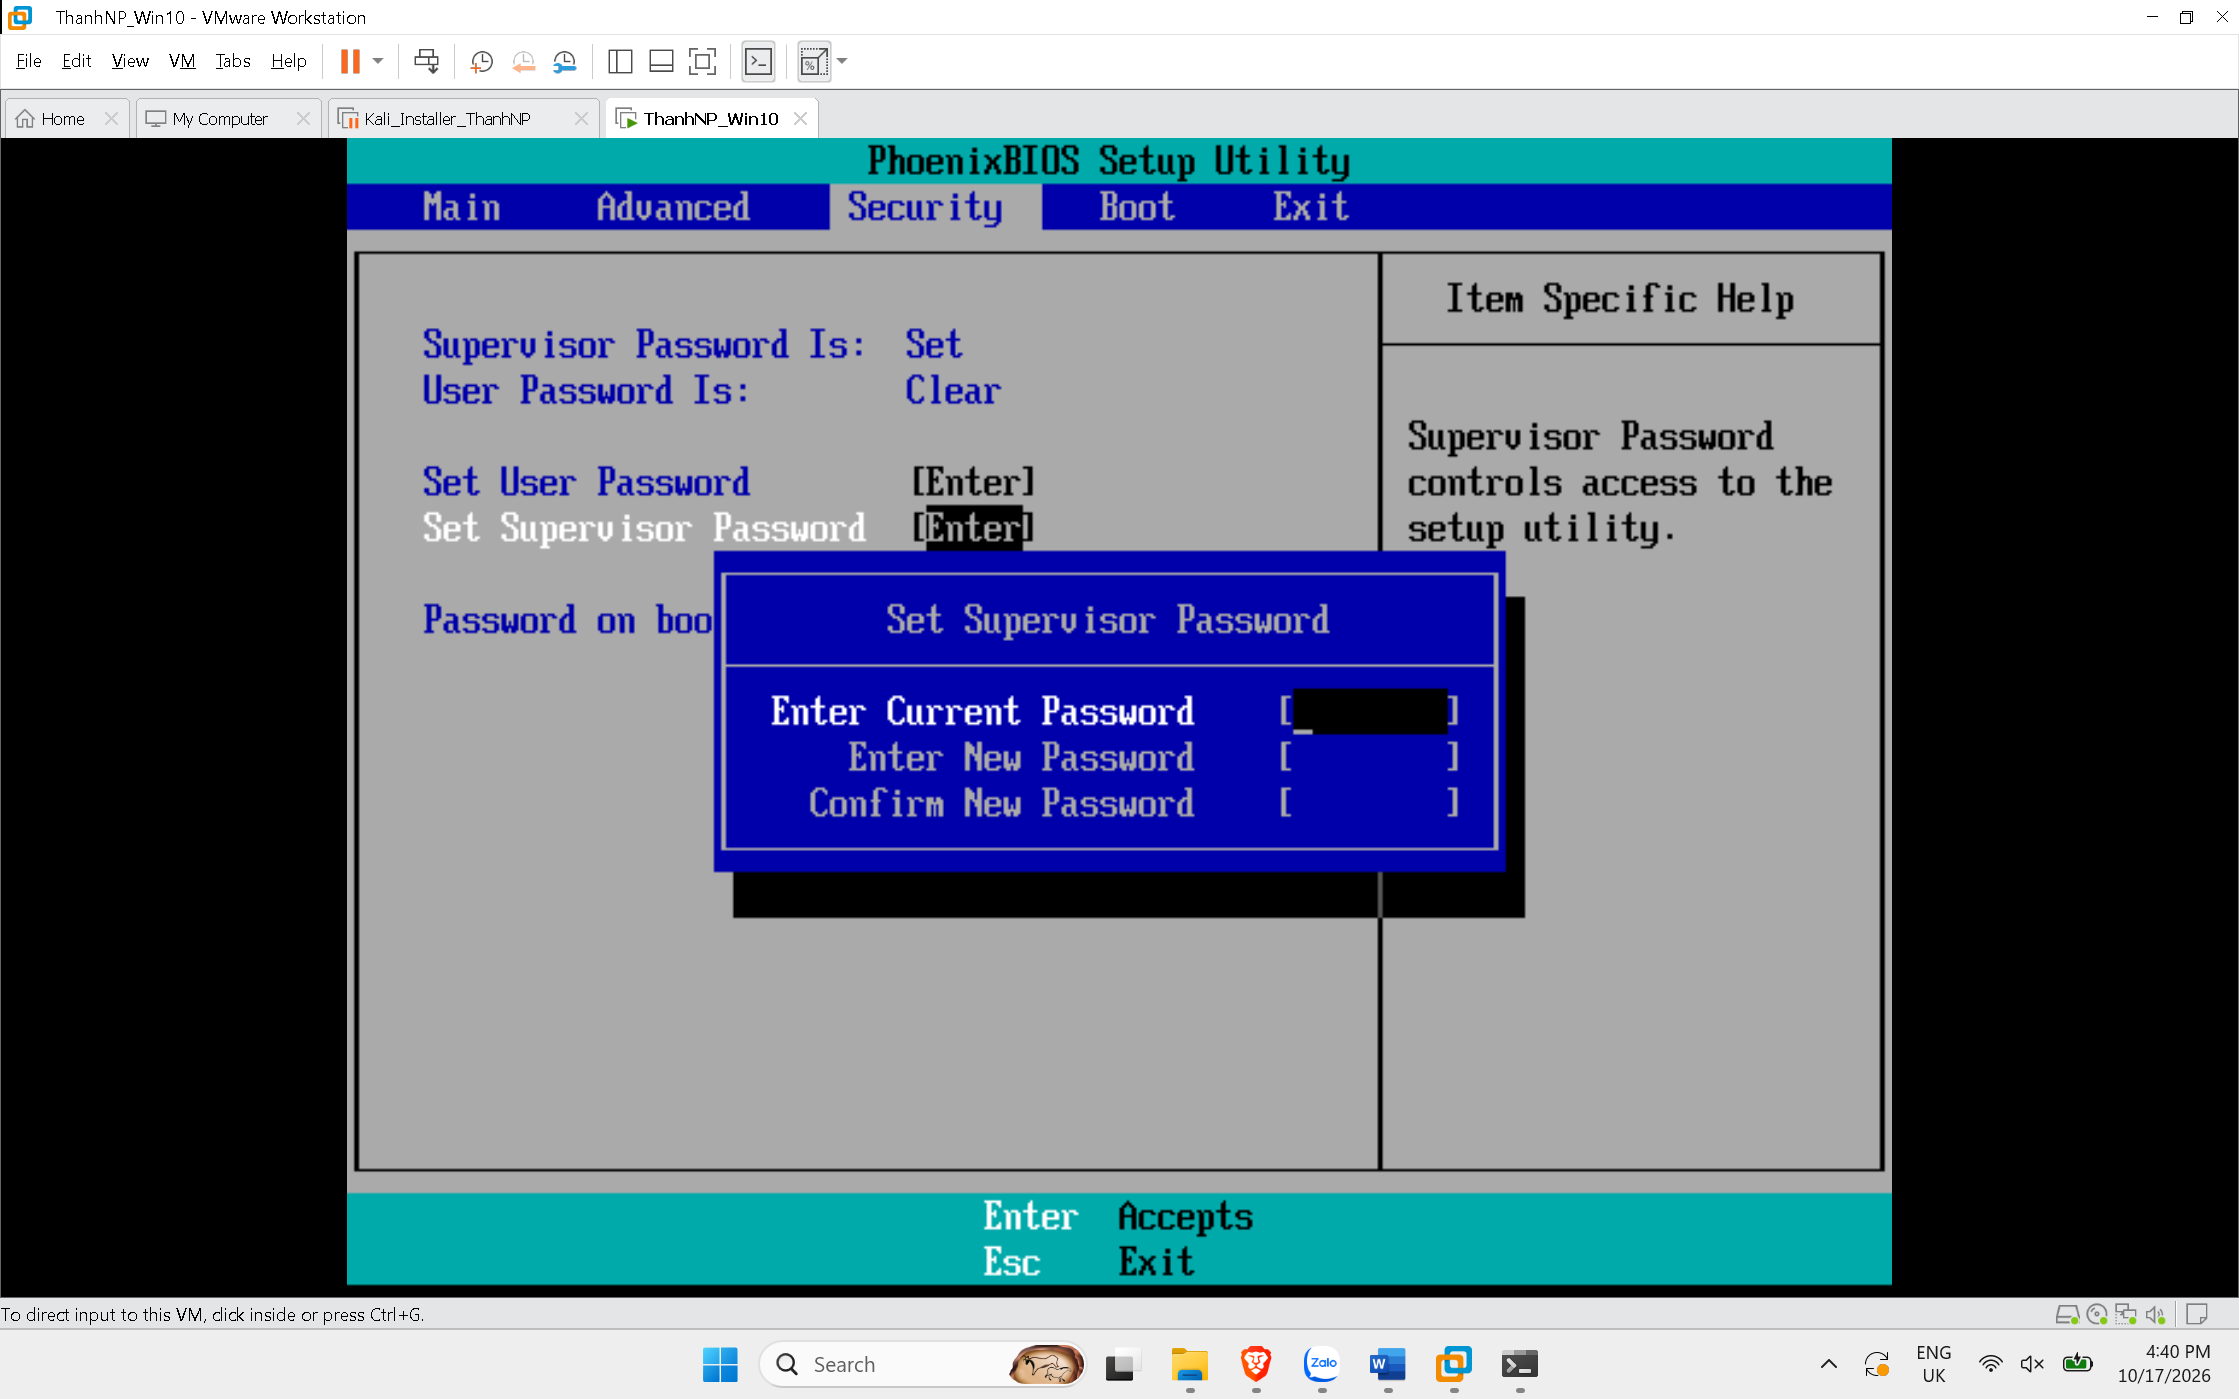 ThanhNP_Win10 - VMware Workstation
File Edit View VM Tabs Help
Home My Computer Kali_Installer_ThanhNP ThanhNP_Win10
PhoenixBIOS Setup Utility
Main Advanced Security Boot Exit
Item Specific Help
Supervisor Password Is: Set
User Password Is: Clear
Set User Password [Enter]
Set Supervisor Password [Enter]
Password on boo
Supervisor Password
controls access to the
setup utility.
Set Supervisor Password
Enter Current Password [ ]
Enter New Password [ ]
Confirm New Password [ ]
Enter Accepts
Esc Exit
To direct input to this VM, click inside or press Ctrl+G.
Search
Zalo
W
ENG
UK
4:40 PM
10/17/2026